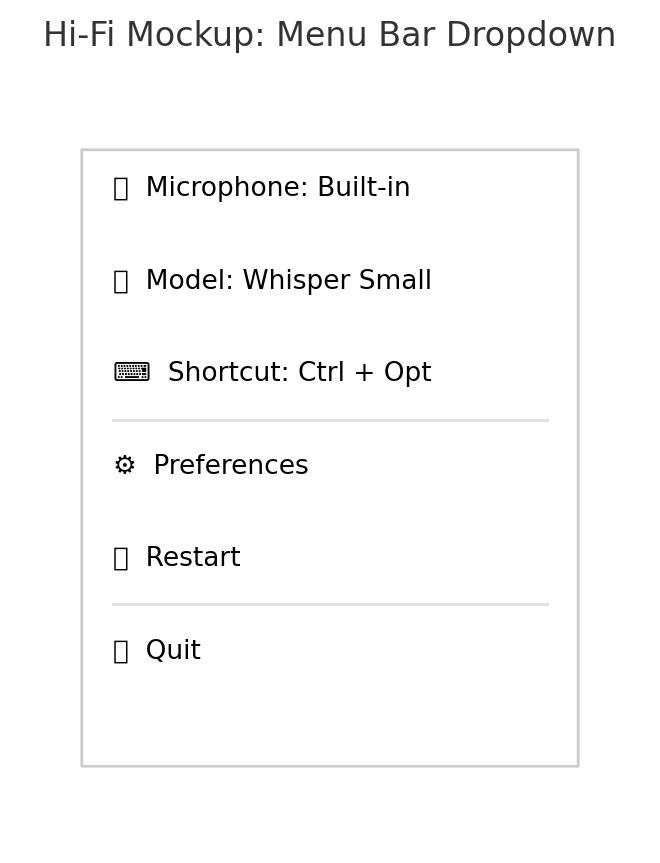 Hi-Fi Mockup: Menu Bar Dropdown
Microphone: Built-in
Model: Whisper Small
⌨ Shortcut: Ctrl + Opt
⚙ Preferences
Restart
Quit